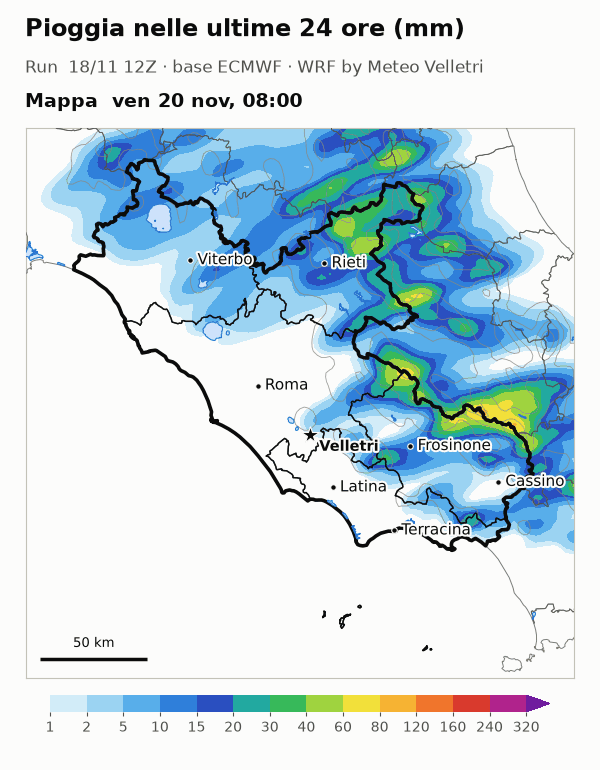 Pioggia nelle ultime 24 ore (mm)
Run  18/11 12Z · base ECMWF · WRF by Meteo Velletri
Mappa  ven 20 nov, 08:00
Viterbo
Rieti
Roma
Velletri
Frosinone
Cassino
Latina
Terracina
50 km
1 2 5 10 15 20 30 40 60 80 120 160 240 320